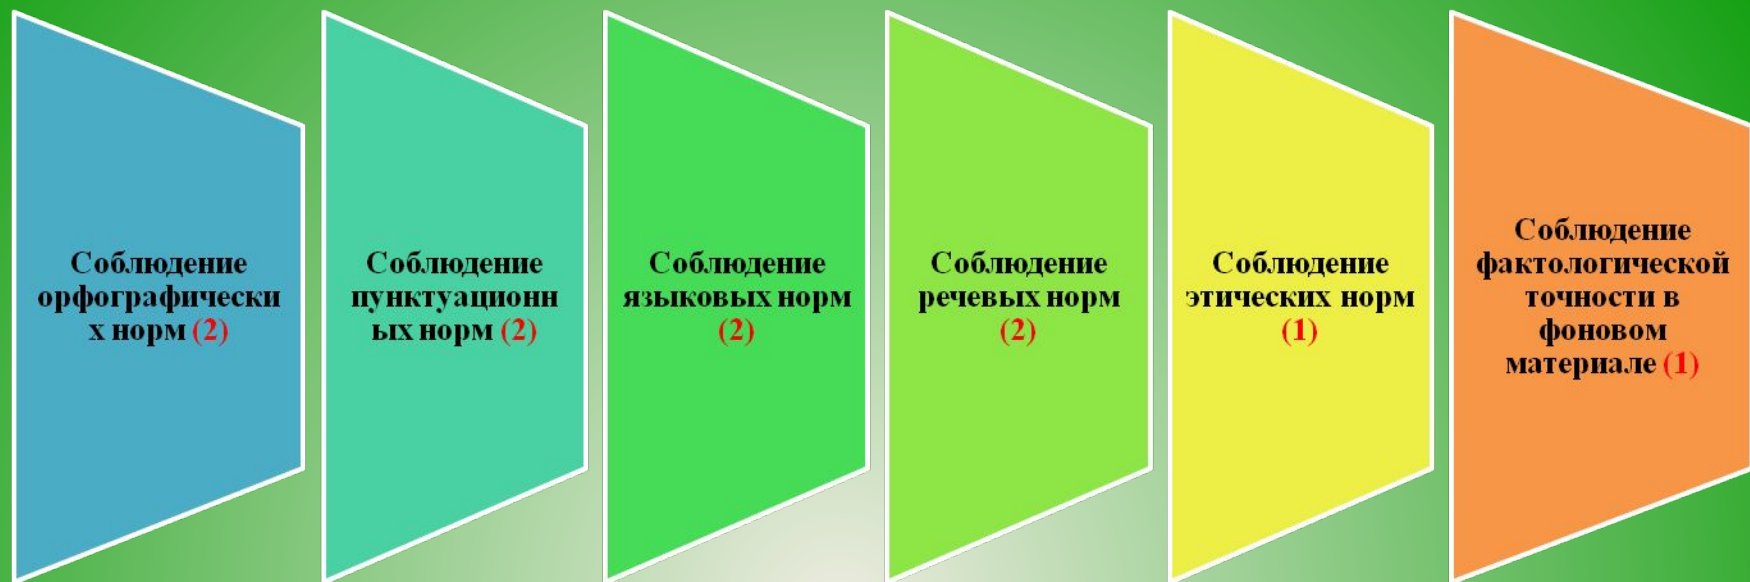 Соблюдение
орфографически
х норм (2)
Соблюдение
пунктуационн
ых норм (2)
Соблюдение
языковых норм
(2)
Соблюдение
речевых норм
(2)
Соблюдение
этических норм
(1)
Соблюдение
фактологической
точности в
фоновом
материале (1)